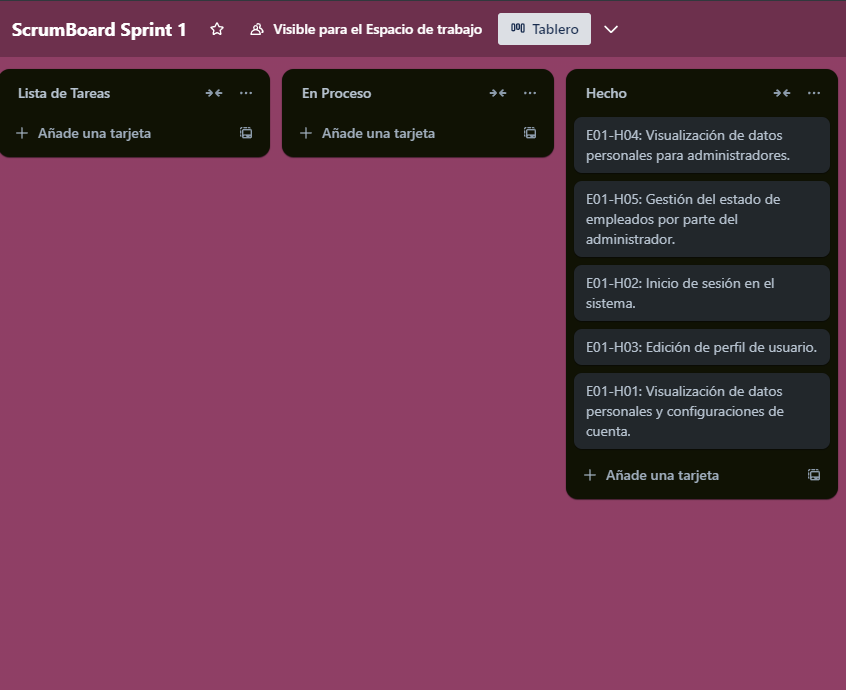 ScrumBoard Sprint 1 Visible para el Espacio de trabajo Tablero
Lista de Tareas
Añade una tarjeta
En Proceso
Añade una tarjeta
Hecho
E01-H04: Visualización de datos
personales para administradores.
E01-H05: Gestión del estado de
empleados por parte del
administrador.
E01-H02: Inicio de sesión en el
sistema.
E01-H03: Edición de perfil de usuario.
E01-H01: Visualización de datos
personales y configuraciones de
cuenta.
Añade una tarjeta